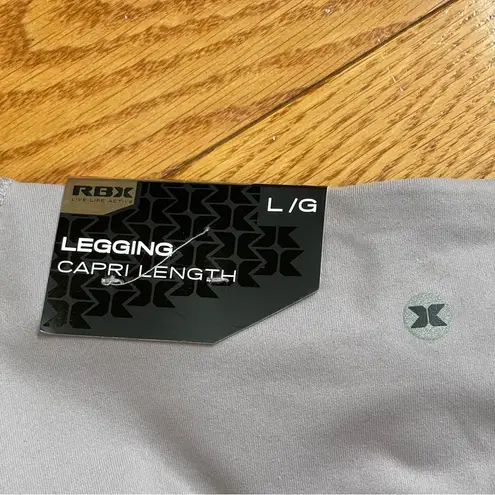 RBX
LIVE LIFE ACTIVE
L /G
LEGGING
CAPRI LENGTH